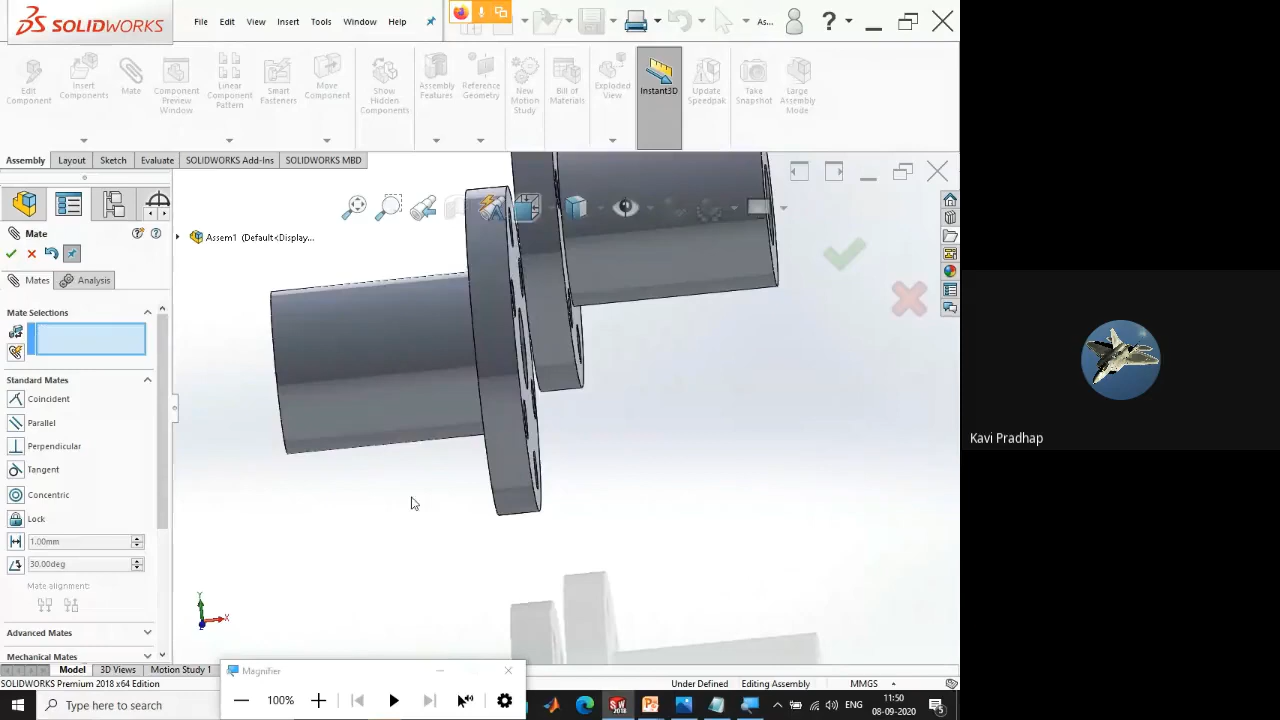 SOLIDWORKS
File Edit View Insert Tools Window Help
As...
?
Edit Component
Insert Components
Mate
Component Preview Window
Linear Component Pattern
Smart Fasteners
Move Component
Show Hidden Components
Assembly Features
Reference Geometry
New Motion Study
Bill of Materials
Exploded View
Instant3D
Update Speedpak
Take Snapshot
Large Assembly Mode
Assembly Layout Sketch Evaluate SOLIDWORKS Add-Ins SOLIDWORKS MBD
Mate
Assem1 (Default<Display...
Mates Analysis
Mate Selections
Standard Mates
Coincident
Parallel
Perpendicular
Tangent
Concentric
Lock
1.00mm
30.00deg
Mate alignment:
Advanced Mates
Mechanical Mates
Y
X
Kavi Pradhap
Model 3D Views Motion Study 1
Magnifier
100%
SOLIDWORKS Premium 2018 x64 Edition
Under Defined Editing Assembly MMGS
Type here to search
ENG
11:50
08-09-2020
5